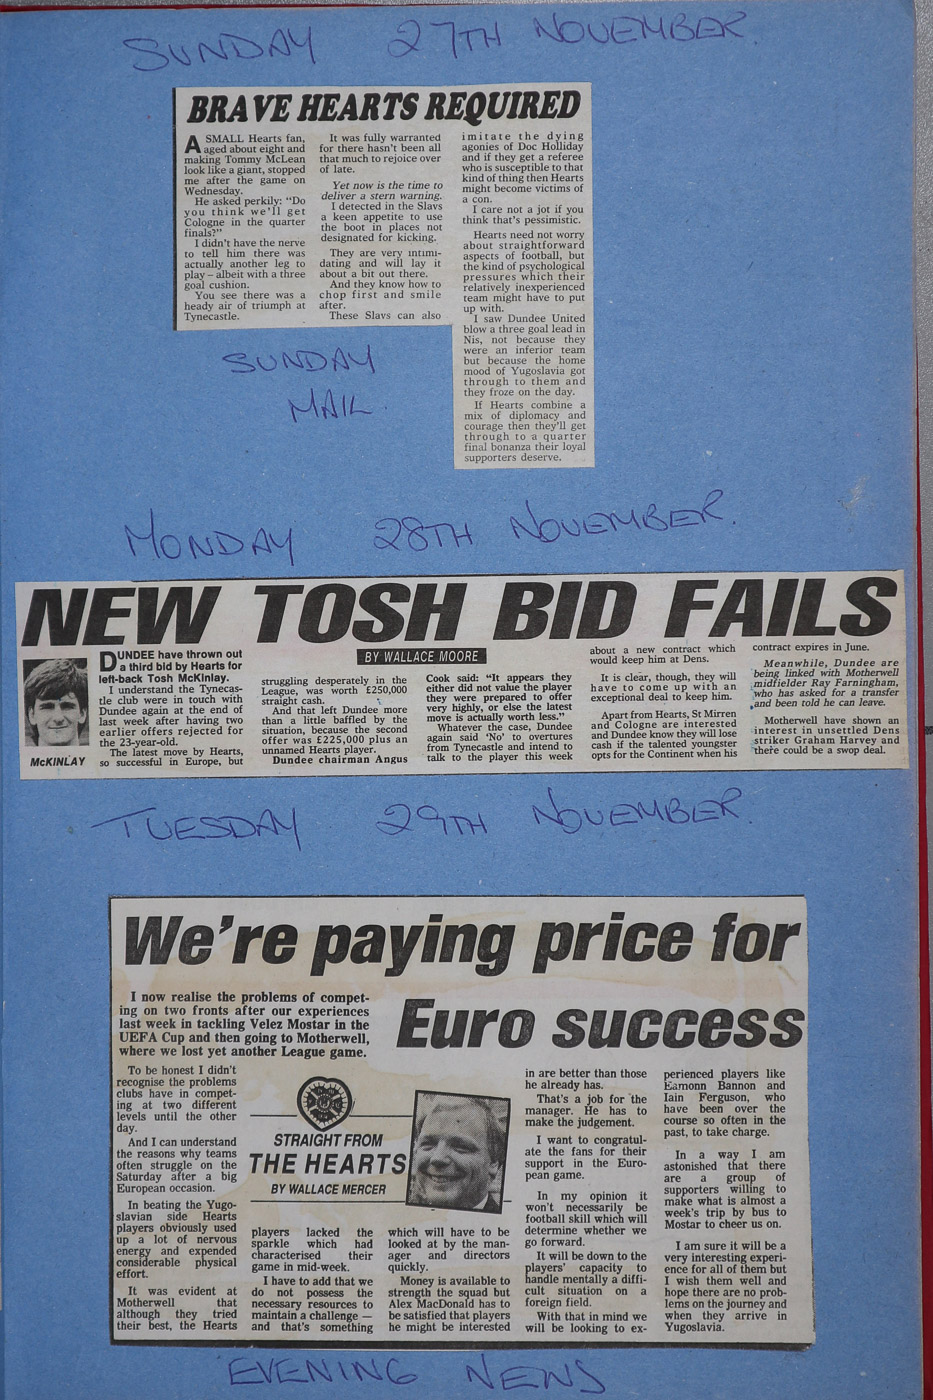 SUNDAY 27TH NOVEMBER.
BRAVE HEARTS REQUIRED
A SMALL Hearts fan,
aged about eight and
making Tommy McLean
look like a giant, stopped
me after the game on
Wednesday.
He asked perkily: “Do
you think we’ll get
Cologne in the quarter
finals?”
I didn’t have the nerve
to tell him there was
actually another leg to
play – albeit with a three
goal cushion.
You see there was a
heady air of triumph at
Tynecastle.
It was fully warranted
for there hasn’t been all
that much to rejoice over
of late.
Yet now is the time to
deliver a stern warning.
I detected in the Slavs
a keen appetite to use
the boot in places not
designated for kicking.
They are very intimi-
dating and will lay it
about a bit out there.
And they know how to
chop first and smile
after.
These Slavs can also
imitate the dying
agonies of Doc Holliday
and if they get a referee
who is susceptible to that
kind of thing then Hearts
might become victims of
a con.
I care not a jot if you
think that’s pessimistic.
Hearts need not worry
about straightforward
aspects of football, but
the kind of psychological
pressures which their
relatively inexperienced
team might have to put
up with.
I saw Dundee United
blow a three goal lead in
Nis, not because they
were an inferior team
but because the home
mood of Yugoslavia got
through to them and
they froze on the day.
If Hearts combine a
mix of diplomacy and
courage then they’ll get
through to a quarter
final bonanza their loyal
supporters deserve.
SUNDAY
MAIL.
MONDAY 28TH NOVEMBER.
NEW TOSH BID FAILS
BY WALLACE MOORE
McKINLAY
DUNDEE have thrown out
a third bid by Hearts for
left-back Tosh McKinlay.
I understand the Tynecas-
tle club were in touch with
Dundee again at the end of
last week after having two
earlier offers rejected for
the 23-year-old.
The latest move by Hearts,
so successful in Europe, but
struggling desperately in the
League, was worth £250,000
straight cash.
And that left Dundee more
than a little baffled by the
situation, because the second
offer was £225,000 plus an
unnamed Hearts player.
Dundee chairman Angus
Cook said: “It appears they
either did not value the player
they were prepared to offer
very highly, or else the latest
move is actually worth less.”
Whatever the case, Dundee
again said ‘No’ to overtures
from Tynecastle and intend to
talk to the player this week
about a new contract which
would keep him at Dens.
It is clear, though, they will
have to come up with an
exceptional deal to keep him.
Apart from Hearts, St Mirren
and Cologne are interested
and Dundee know they will lose
cash if the talented youngster
opts for the Continent when his
contract expires in June.
Meanwhile, Dundee are
being linked with Motherwell
midfielder Ray Farningham,
who has asked for a transfer
and been told he can leave.
Motherwell have shown an
interest in unsettled Dens
striker Graham Harvey and
there could be a swop deal.
TUESDAY 29TH NOVEMBER.
We’re paying price for
Euro success
I now realise the problems of compet-
ing on two fronts after our experiences
last week in tackling Velez Mostar in the
UEFA Cup and then going to Motherwell,
where we lost yet another League game.
To be honest I didn’t
recognise the problems
clubs have in compet-
ing at two different
levels until the other
day.
And I can understand
the reasons why teams
often struggle on the
Saturday after a big
European occasion.
In beating the Yugo-
slavian side Hearts
players obviously used
up a lot of nervous
energy and expended
considerable physical
effort.
It was evident at
Motherwell that
although they tried
their best, the Hearts
STRAIGHT FROM
THE HEARTS
BY WALLACE MERCER
players lacked the
sparkle which had
characterised their
game in mid-week.
I have to add that we
do not possess the
necessary resources to
maintain a challenge —
and that’s something
which will have to be
looked at by the man-
ager and directors
quickly.
Money is available to
strengthen the squad but
Alex MacDonald has to
be satisfied that players
he might be interested
in are better than those
he already has.
That’s a job for the
manager. He has to
make the judgement.
I want to congratul-
ate the fans for their
support in the Euro-
pean game.
In my opinion it
won’t necessarily be
football skill which will
determine whether we
go forward.
It will be down to the
players’ capacity to
handle mentally a diffi-
cult situation on a
foreign field.
With that in mind we
will be looking to ex-
perienced players like
Eamonn Bannon and
Iain Ferguson, who
have been over the
course so often in the
past, to take charge.
In a way I am
astonished that there
are a group of
supporters willing to
make what is almost a
week’s trip by bus to
Mostar to cheer us on.
I am sure it will be a
very interesting experi-
ence for all of them but
I wish them well and
hope there are no prob-
lems on the journey and
when they arrive in
Yugoslavia.
EVENING NEWS